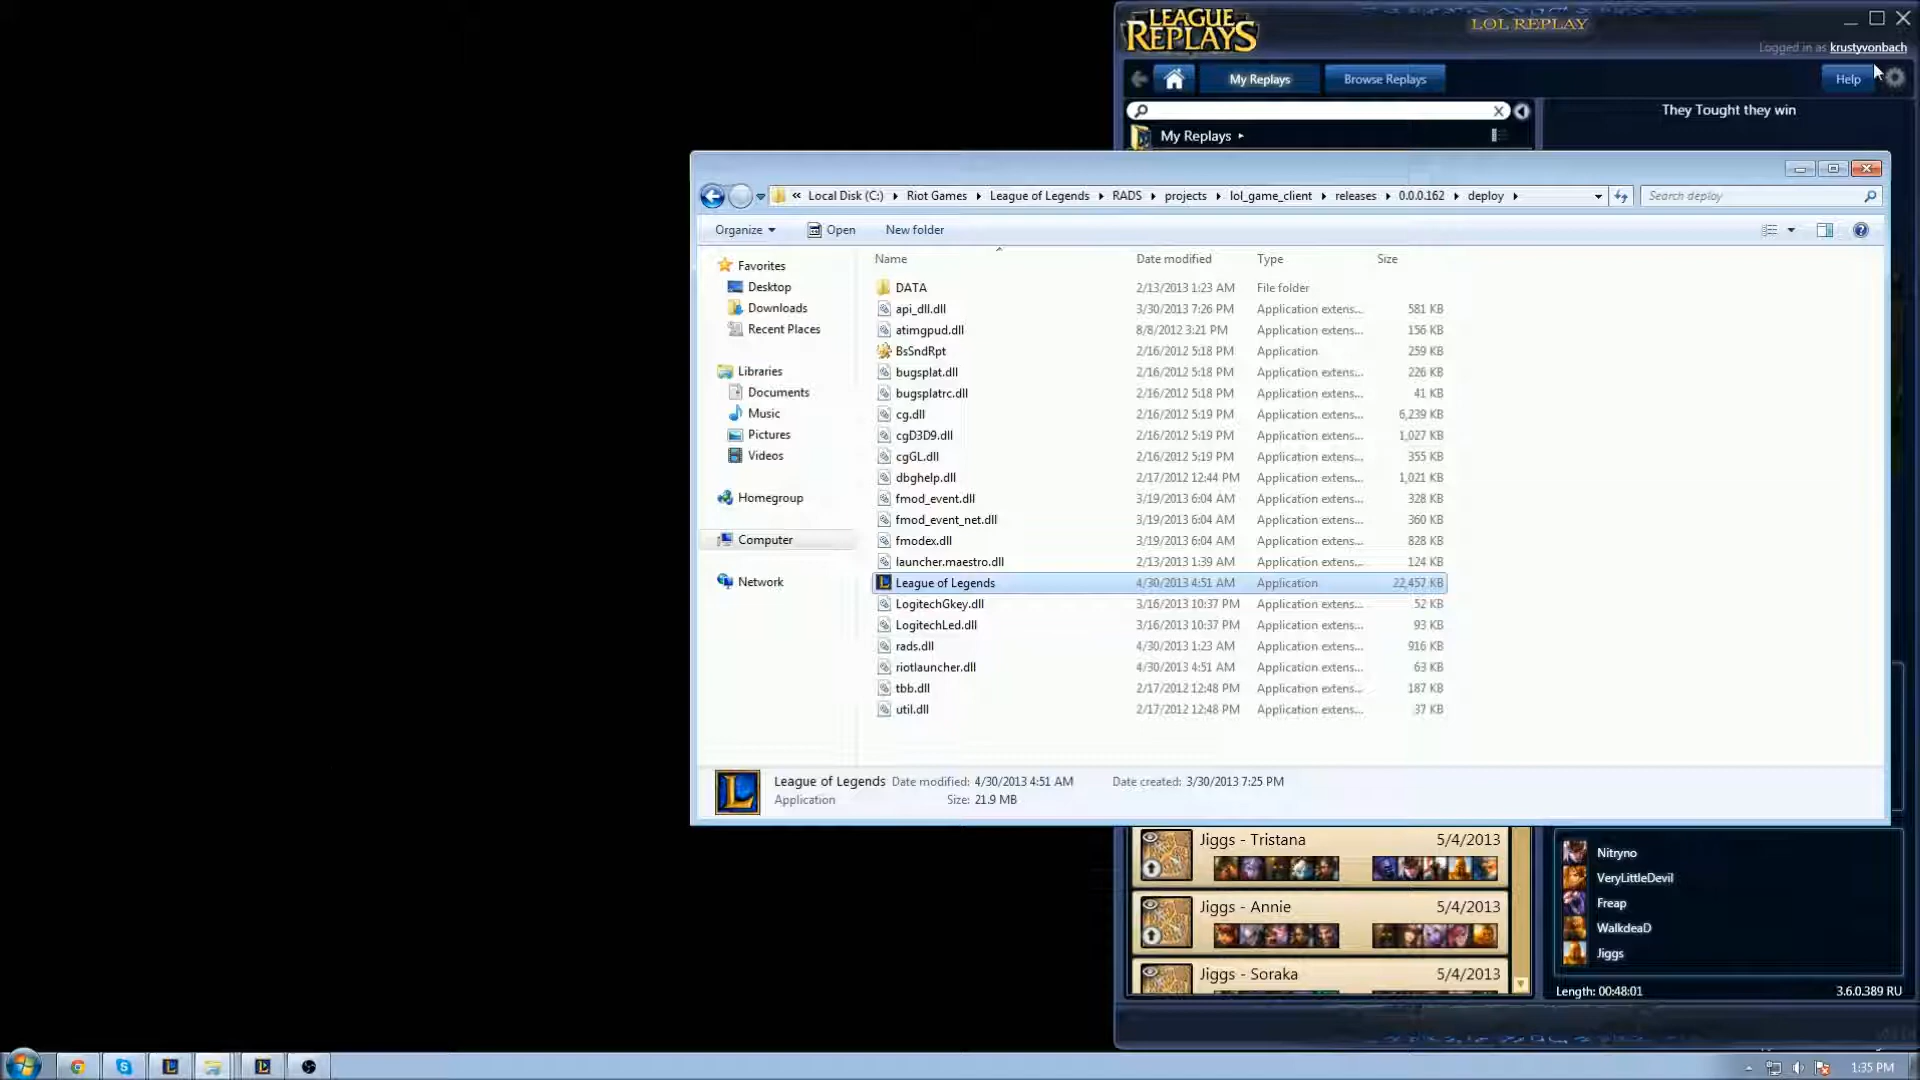 LEAGUE REPLAYS
LOL REPLAY
Logged in as krustyvonbach
My Replays
Browse Replays
Help
They Tought they win
My Replays
« Local Disk (C:) Riot Games League of Legends RADS projects lol_game_client releases 0.0.0.162 deploy
Search deploy
Organize Open New folder
Name Date modified Type Size
Favorites
Desktop
Downloads
Recent Places
Libraries
Documents
Music
Pictures
Videos
Homegroup
Computer
Network
DATA 2/13/2013 1:23 AM File folder
api_dll.dll 3/30/2013 7:26 PM Application extens... 581 KB
atimgpud.dll 8/8/2012 3:21 PM Application extens... 156 KB
BsSndRpt 2/16/2012 5:18 PM Application 259 KB
bugsplat.dll 2/16/2012 5:18 PM Application extens... 226 KB
bugsplatrc.dll 2/16/2012 5:18 PM Application extens... 41 KB
cg.dll 2/16/2012 5:19 PM Application extens... 6,239 KB
cgD3D9.dll 2/16/2012 5:19 PM Application extens... 1,027 KB
cgGL.dll 2/16/2012 5:19 PM Application extens... 355 KB
dbghelp.dll 2/17/2012 12:44 PM Application extens... 1,021 KB
fmod_event.dll 3/19/2013 6:04 AM Application extens... 328 KB
fmod_event_net.dll 3/19/2013 6:04 AM Application extens... 360 KB
fmodex.dll 3/19/2013 6:04 AM Application extens... 828 KB
launcher.maestro.dll 2/13/2013 1:39 AM Application extens... 124 KB
League of Legends 4/30/2013 4:51 AM Application 22,457 KB
LogitechGkey.dll 3/16/2013 10:37 PM Application extens... 52 KB
LogitechLed.dll 3/16/2013 10:37 PM Application extens... 93 KB
rads.dll 4/30/2013 1:23 AM Application extens... 916 KB
riotlauncher.dll 4/30/2013 4:51 AM Application extens... 63 KB
tbb.dll 2/17/2012 12:48 PM Application extens... 187 KB
util.dll 2/17/2012 12:48 PM Application extens... 37 KB
League of Legends Date modified: 4/30/2013 4:51 AM Date created: 3/30/2013 7:25 PM
Application Size: 21.9 MB
Jiggs - Tristana 5/4/2013
Jiggs - Annie 5/4/2013
Jiggs - Soraka 5/4/2013
Nitryno
VeryLittleDevil
Freap
WalkdeaD
Jiggs
Length: 00:48:01 3.6.0.389 RU
1:35 PM